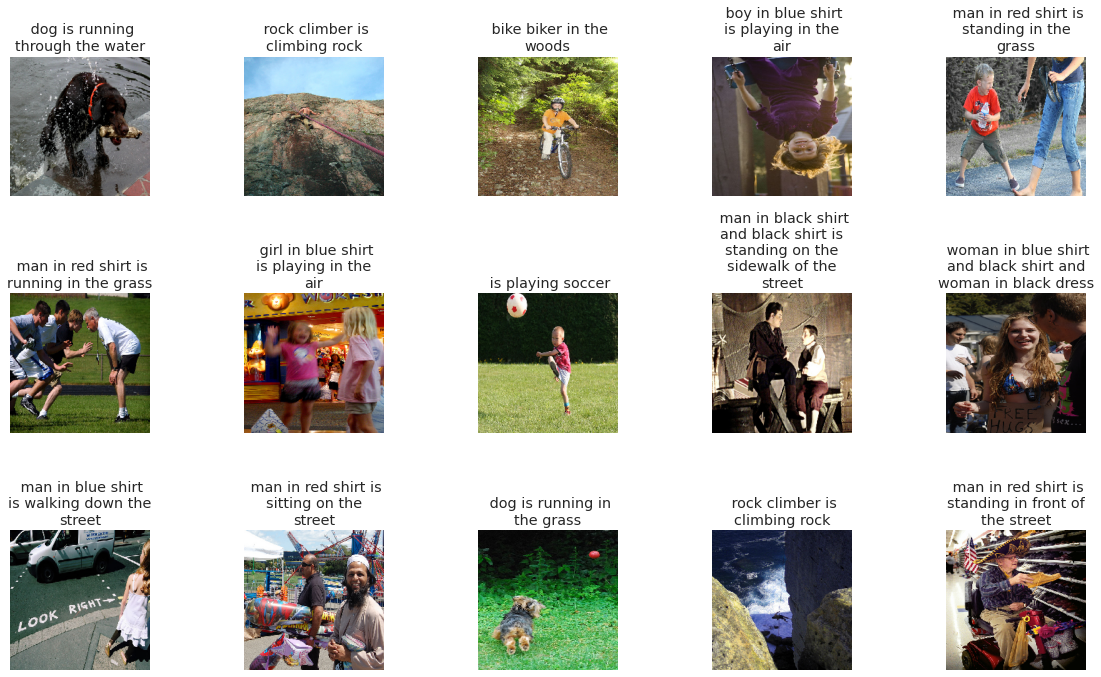 dog is running
through the water
rock climber is
climbing rock
bike biker in the
woods
boy in blue shirt
is playing in the
air
man in red shirt is
standing in the
grass
man in red shirt is
running in the grass
girl in blue shirt
is playing in the
air
is playing soccer
man in black shirt
and black shirt is
standing on the
sidewalk of the
street
woman in blue shirt
and black shirt and
woman in black dress
FREE
HUGS
man in blue shirt
is walking down the
street
LOOK RIGHT→
man in red shirt is
sitting on the
street
dog is running in
the grass
rock climber is
climbing rock
man in red shirt is
standing in front of
the street